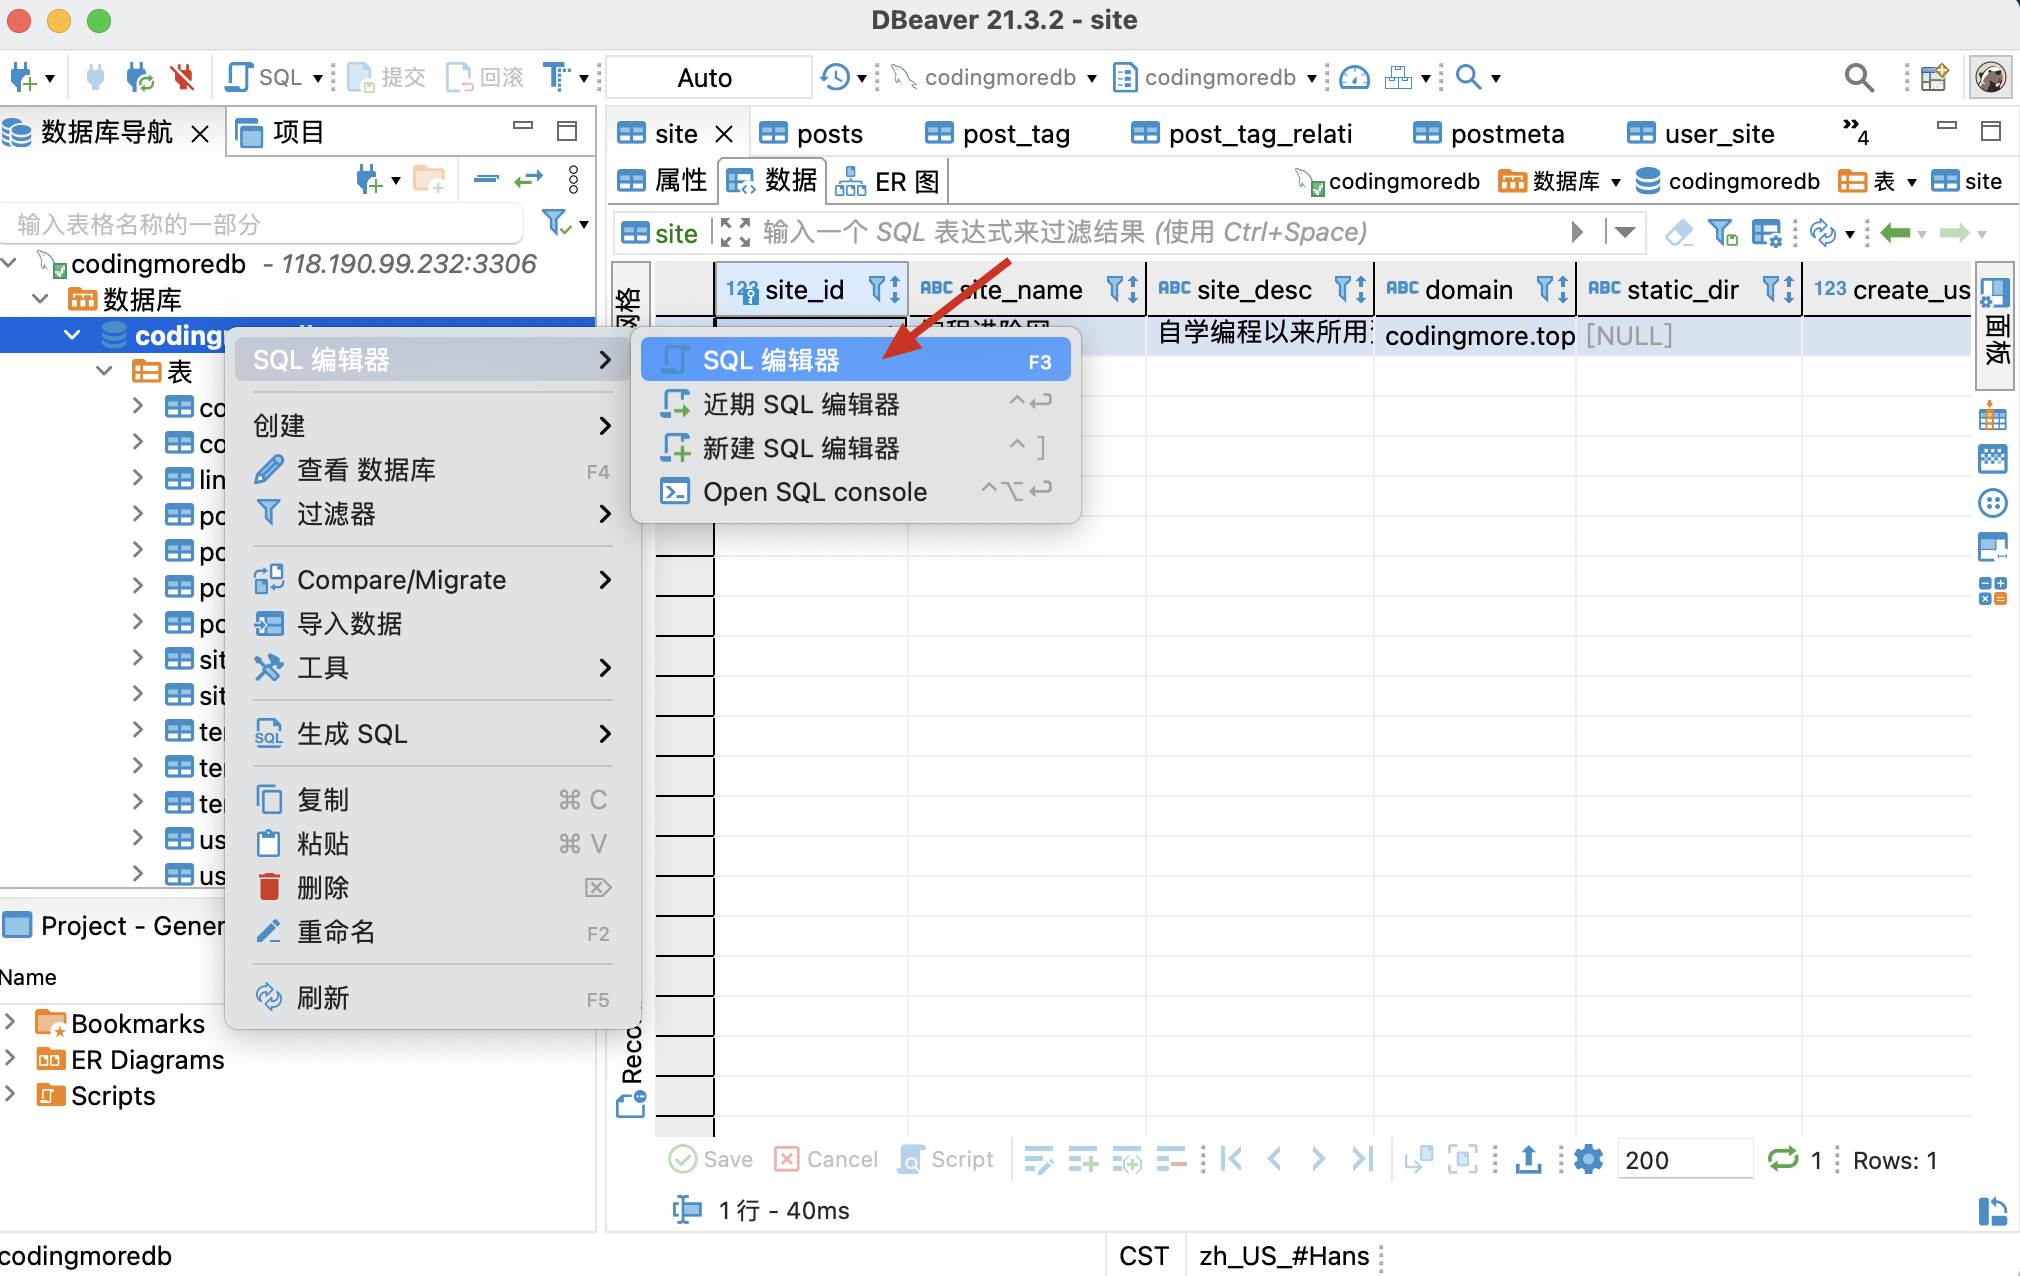 DBeaver 21.3.2 - site
SQL 提交 回滚 Auto codingmoredb codingmoredb
数据库导航 项目
site posts post_tag post_tag_relati postmeta user_site »4
属性 数据 ER 图 codingmoredb 数据库 codingmoredb 表 site
输入表格名称的一部分
site 输入一个 SQL 表达式来过滤结果 (使用 Ctrl+Space)
codingmoredb - 118.190.99.232:3306
数据库
123 site_id ABC site_name ABC site_desc ABC domain ABC static_dir 123 create_us
面板
自学编程以来所用 codingmore.top [NULL]
表
co
co
lin
po
po
po
po
sit
sit
te
te
te
us
us
SQL 编辑器
创建
查看 数据库 F4
过滤器
Compare/Migrate
导入数据
工具
生成 SQL
复制 ⌘ C
粘贴 ⌘ V
删除
重命名 F2
刷新 F5
SQL 编辑器 F3
近期 SQL 编辑器 ^↩
新建 SQL 编辑器 ^ ]
Open SQL console ^⌥↩
Project - Gener
Name
Bookmarks
ER Diagrams
Scripts
Reco
Save Cancel Script 200 1 Rows: 1
1 行 - 40ms
codingmoredb CST zh_US_#Hans